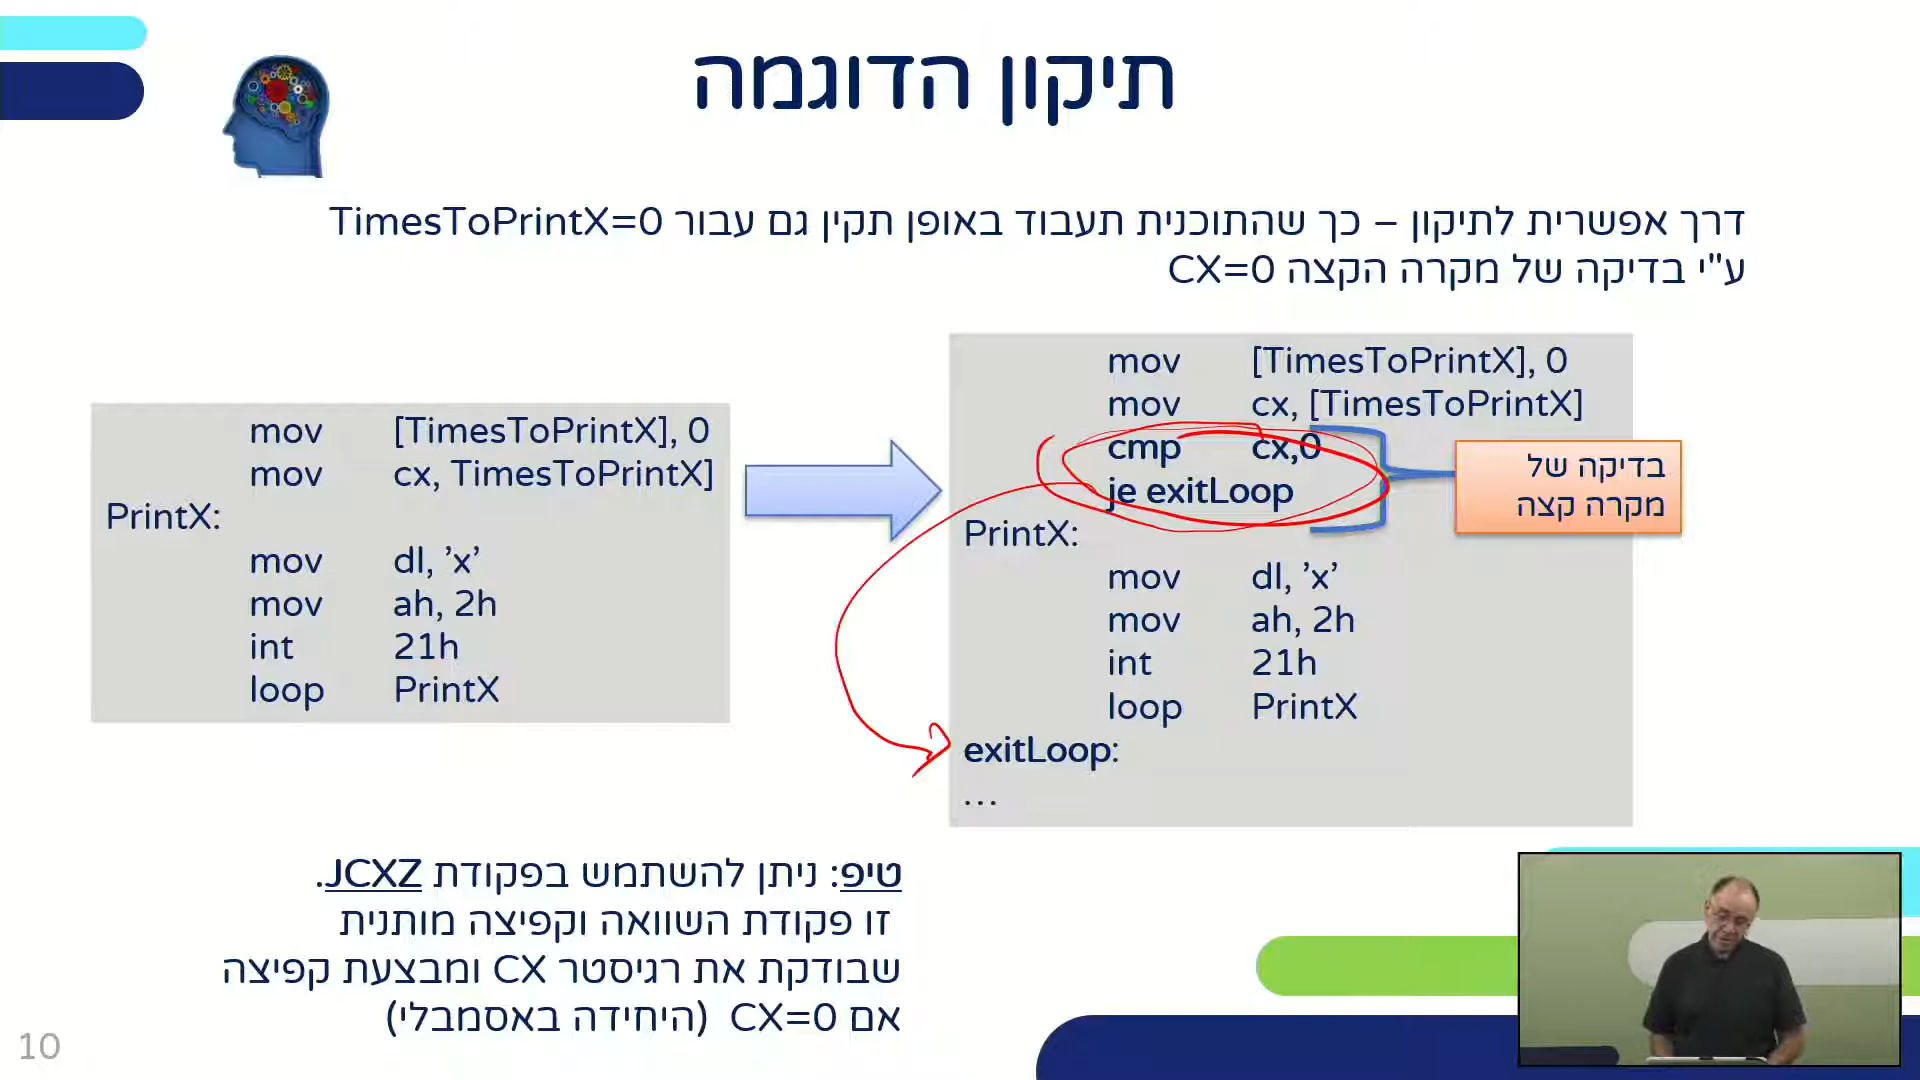 תיקון הדוגמה
דרך אפשרית לתיקון – כך שהתוכנית תעבוד באופן תקין גם עבור TimesToPrintX=0
ע"י בדיקה של מקרה הקצה CX=0
mov [TimesToPrintX], 0
mov cx, TimesToPrintX]
PrintX:
mov dl, ’x’
mov ah, 2h
int 21h
loop PrintX
mov [TimesToPrintX], 0
mov cx, [TimesToPrintX]
cmp cx,0
je exitLoop
PrintX:
mov dl, ’x’
mov ah, 2h
int 21h
loop PrintX
exitLoop:
...
בדיקה של
מקרה קצה
טיפ: ניתן להשתמש בפקודת JCXZ.
זו פקודת השוואה וקפיצה מותנית
שבודקת את רגיסטר CX ומבצעת קפיצה
אם CX=0 (היחידה באסמבלי)
10